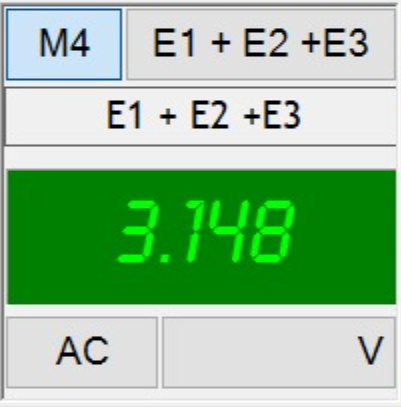 M4 E1 + E2 +E3
E1 + E2 +E3
3.148
AC V